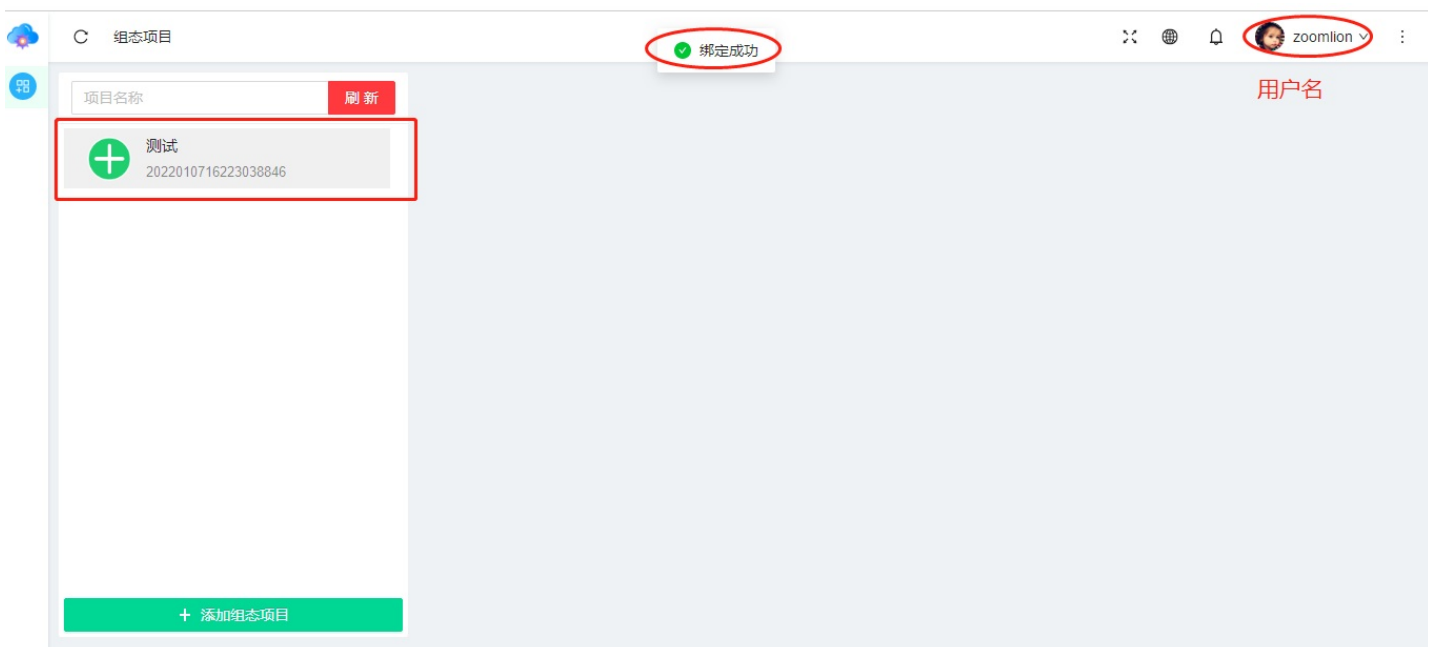 组态项目
绑定成功
zoomlion
用户名
项目名称
刷新
测试
2022010716223038846
+ 添加组态项目